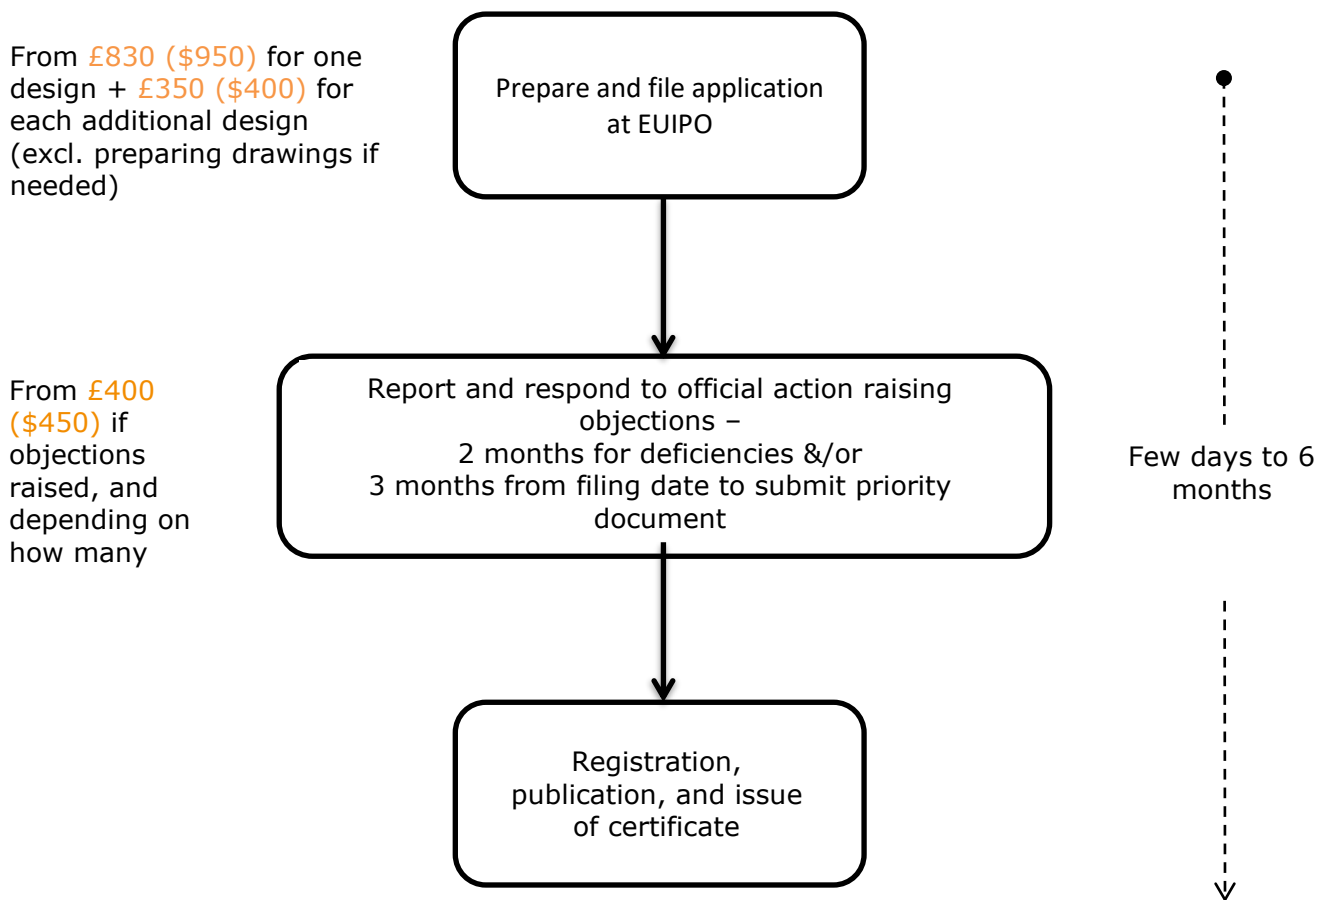 From £830 ($950) for one
design + £350 ($400) for
each additional design
(excl. preparing drawings if
needed)
Prepare and file application
at EUIPO
From £400
($450) if
objections
raised, and
depending on
how many
Report and respond to official action raising
objections –
2 months for deficiencies &/or
3 months from filing date to submit priority
document
Few days to 6
months
Registration,
publication, and issue
of certificate